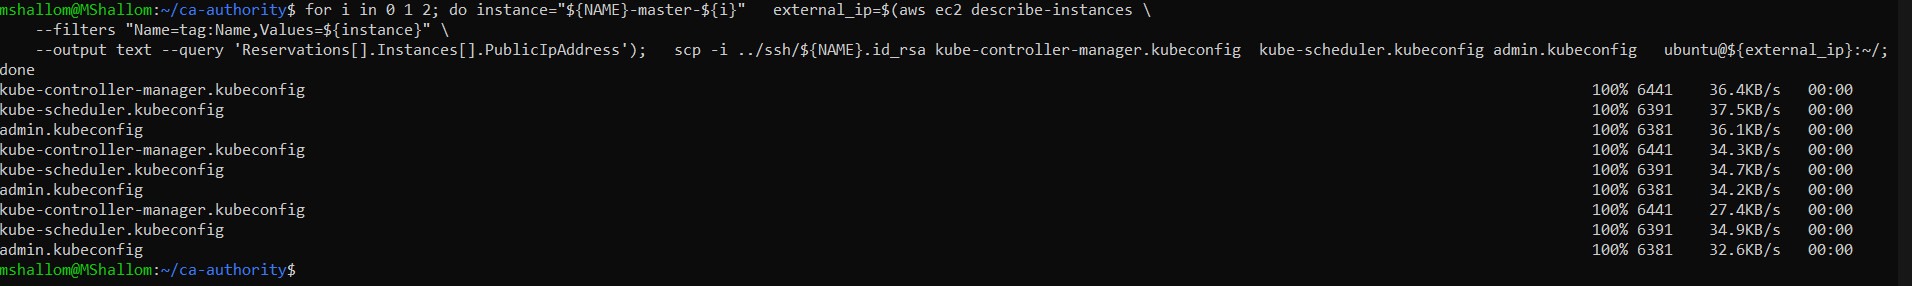 mshallom@MShallom:~/ca-authority$ for i in 0 1 2; do instance="${NAME}-master-${i}"   external_ip=$(aws ec2 describe-instances \
    --filters "Name=tag:Name,Values=${instance}" \
    --output text --query 'Reservations[].Instances[].PublicIpAddress');   scp -i ../ssh/${NAME}.id_rsa kube-controller-manager.kubeconfig  kube-scheduler.kubeconfig admin.kubeconfig   ubuntu@${external_ip}:~/;
done
kube-controller-manager.kubeconfig 100% 6441 36.4KB/s 00:00
kube-scheduler.kubeconfig 100% 6391 37.5KB/s 00:00
admin.kubeconfig 100% 6381 36.1KB/s 00:00
kube-controller-manager.kubeconfig 100% 6441 34.3KB/s 00:00
kube-scheduler.kubeconfig 100% 6391 34.7KB/s 00:00
admin.kubeconfig 100% 6381 34.2KB/s 00:00
kube-controller-manager.kubeconfig 100% 6441 27.4KB/s 00:00
kube-scheduler.kubeconfig 100% 6391 34.9KB/s 00:00
admin.kubeconfig 100% 6381 32.6KB/s 00:00
mshallom@MShallom:~/ca-authority$